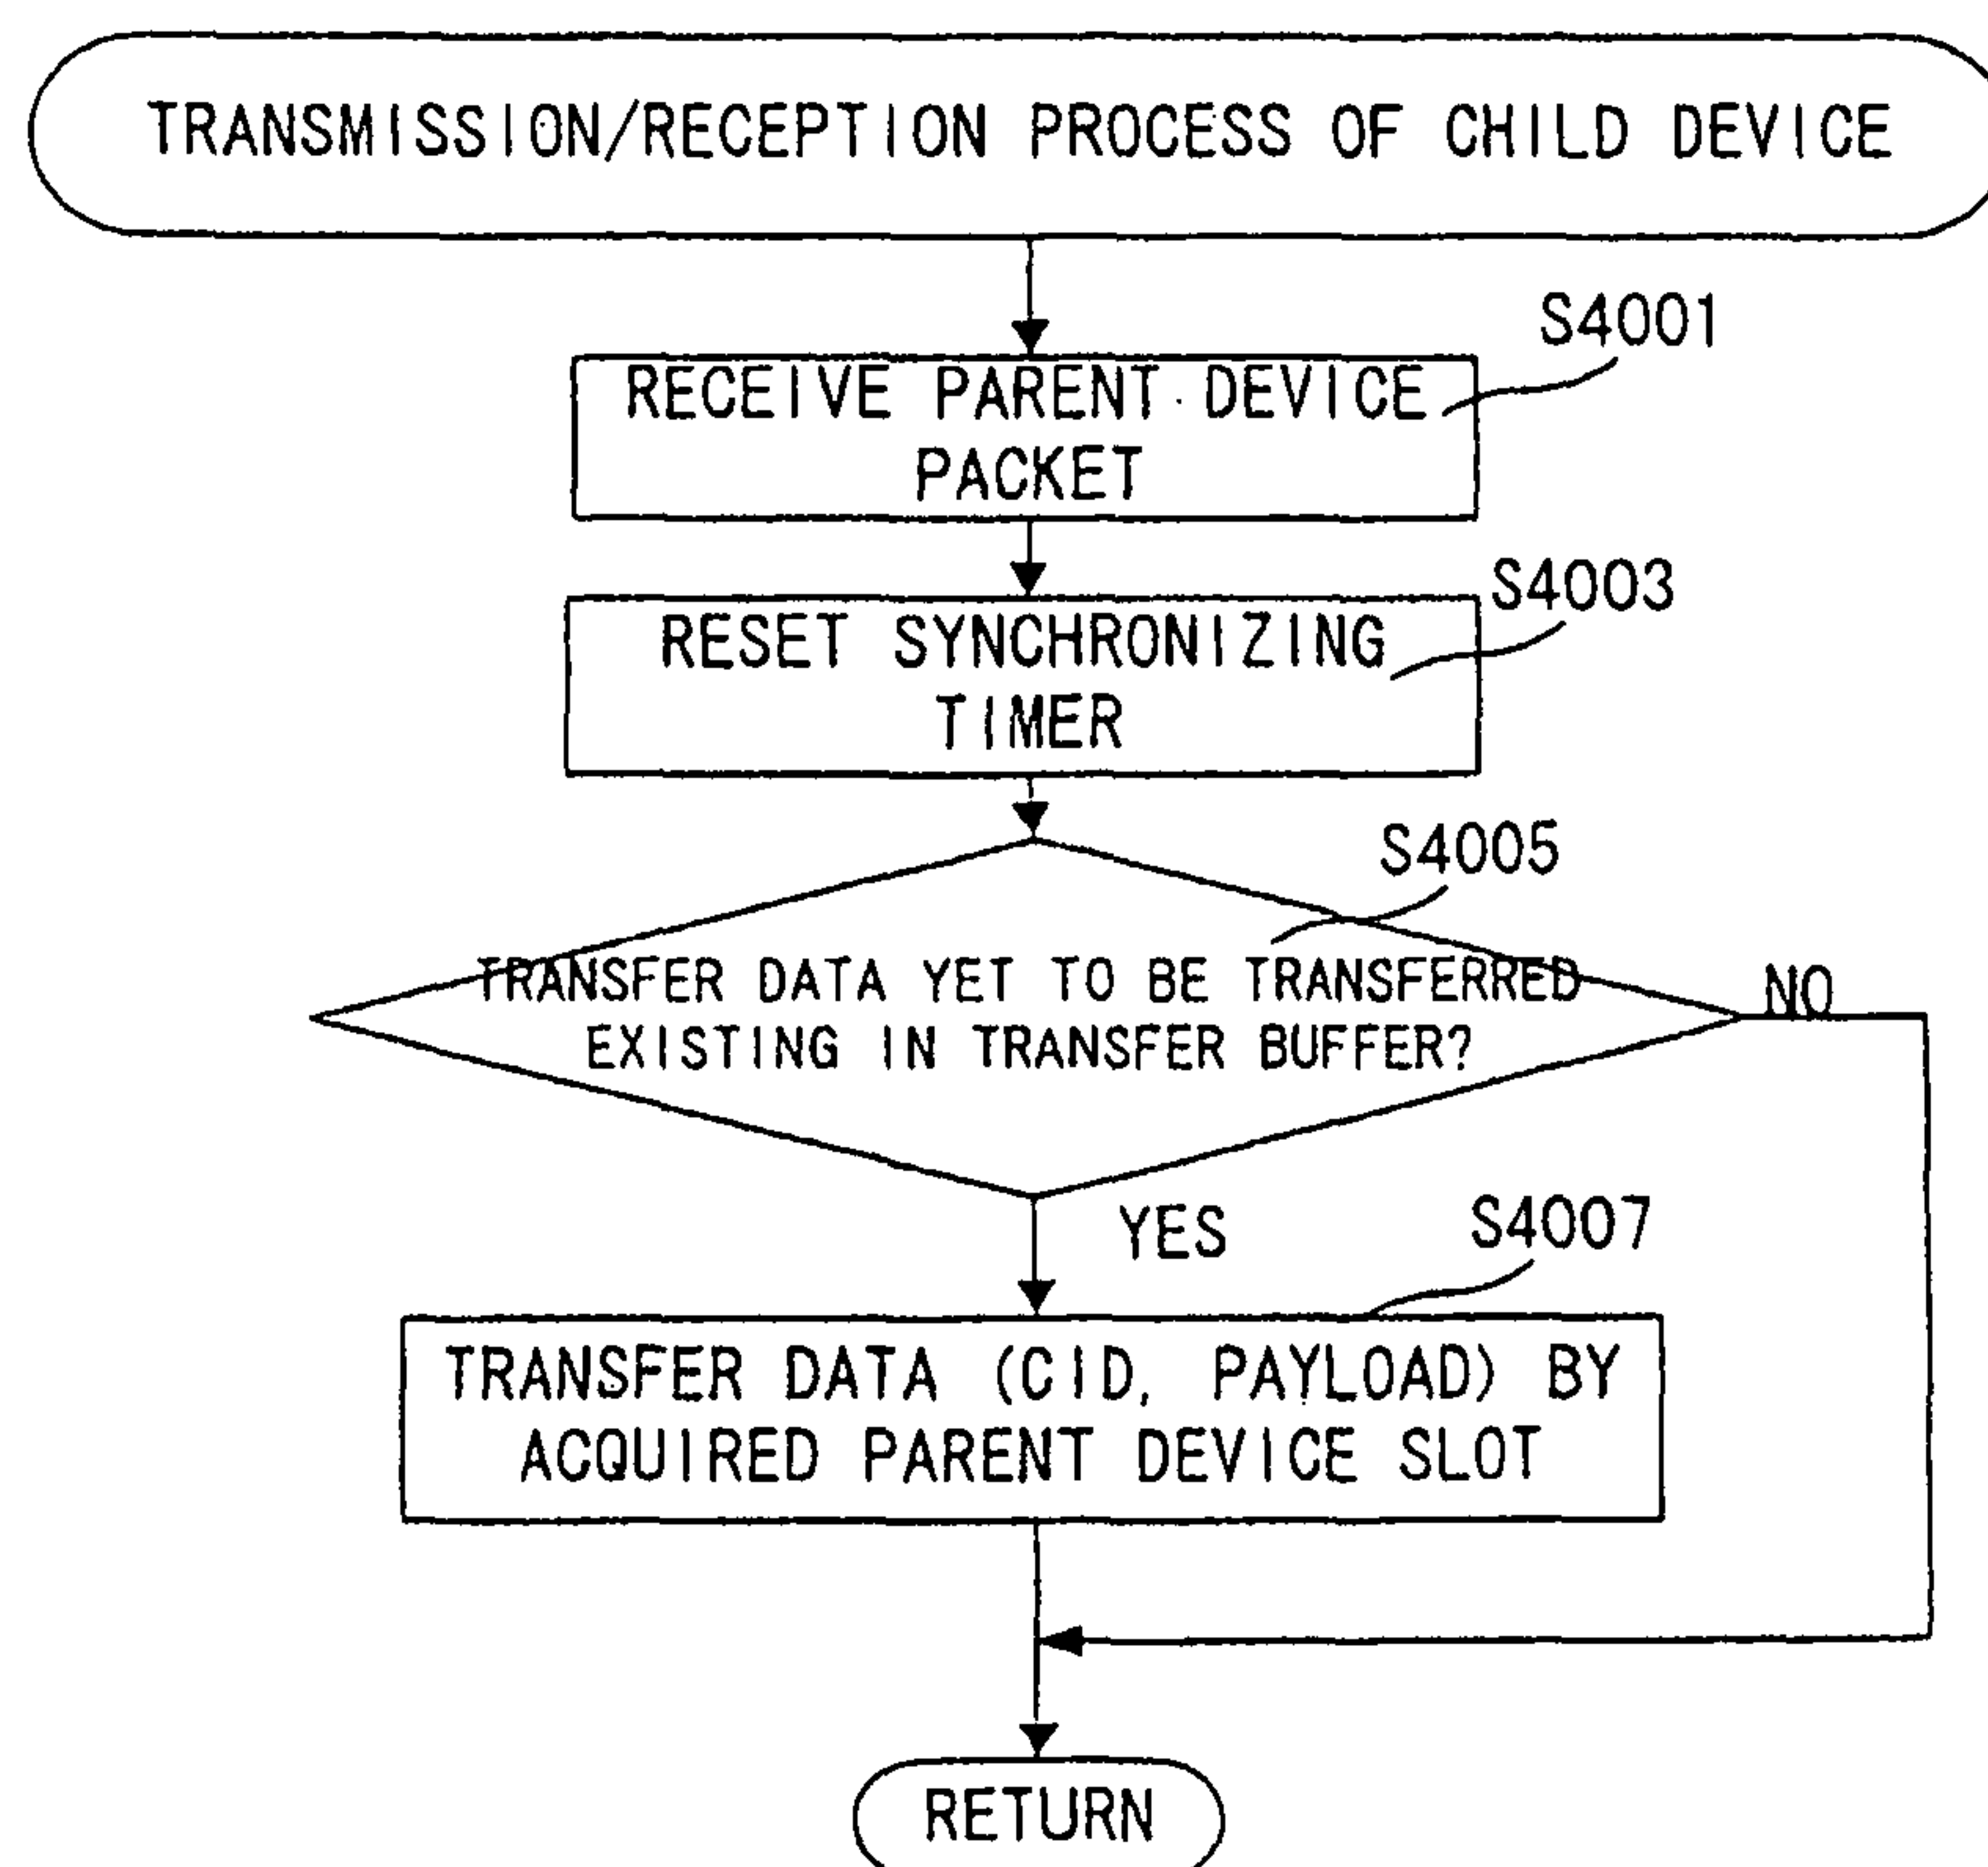 TRANSMISSION/RECEPTION PROCESS OF CHILD DEVICE
S4001
RECEIVE PARENT DEVICE
PACKET
S4003
RESET SYNCHRONIZING
TIMER
S4005
TRANSFER DATA YET TO BE TRANSFERRED
EXISTING IN TRANSFER BUFFER?
NO
YES
S4007
TRANSFER DATA (CID, PAYLOAD) BY
ACQUIRED PARENT DEVICE SLOT
RETURN